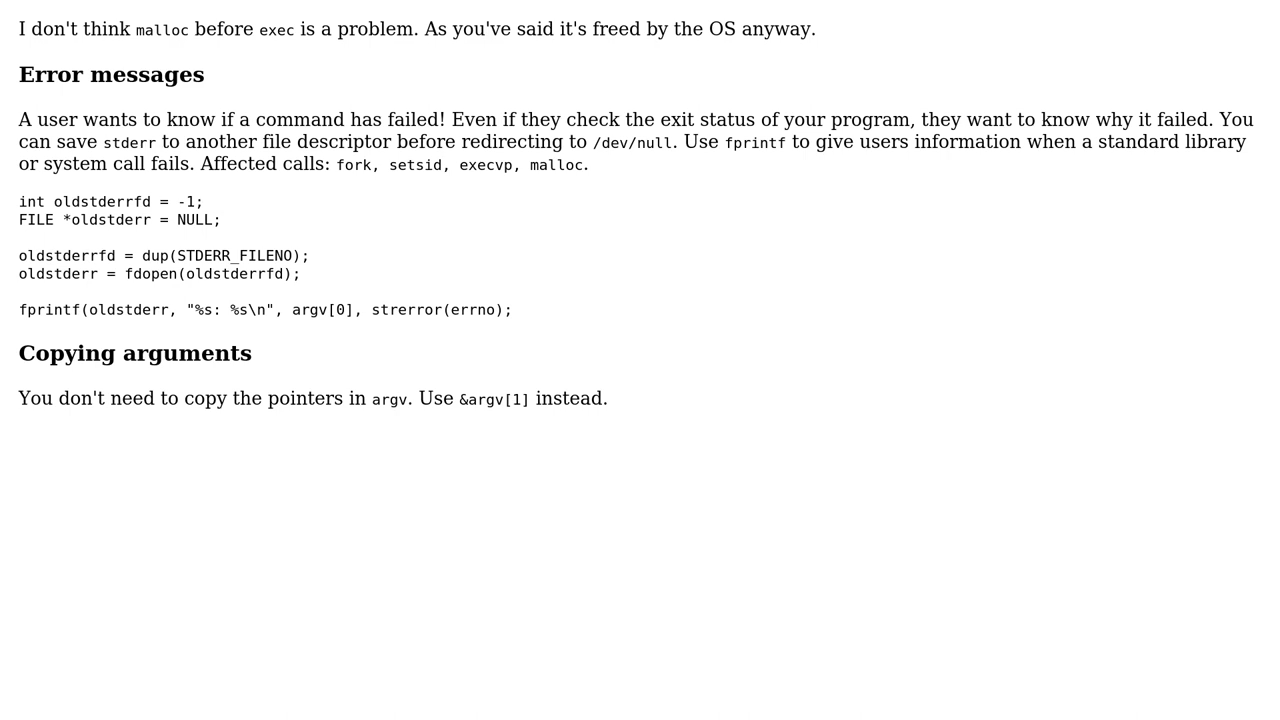 I don't think malloc before exec is a problem. As you've said it's freed by the OS anyway.
Error messages
A user wants to know if a command has failed! Even if they check the exit status of your program, they want to know why it failed. You
can save stderr to another file descriptor before redirecting to /dev/null. Use fprintf to give users information when a standard library
or system call fails. Affected calls: fork, setsid, execvp, malloc.
int oldstderrfd = -1;
FILE *oldstderr = NULL;
oldstderrfd = dup(STDERR_FILENO);
oldstderr = fdopen(oldstderrfd);
fprintf(oldstderr, "%s: %s\n", argv[0], strerror(errno);
Copying arguments
You don't need to copy the pointers in argv. Use &argv[1] instead.